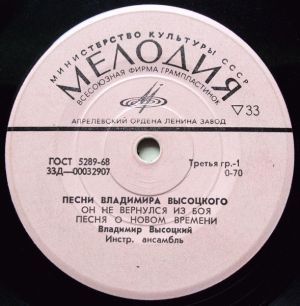 МИНИСТЕРСТВО КУЛЬТУРЫ СССР
МЕЛОДИЯ
ВСЕСОЮЗНАЯ ФИРМА ГРАМПЛАСТИНОК
▽33
АПРЕЛЕВСКИЙ ОРДЕНА ЛЕНИНА ЗАВОД
ГОСТ 5289-68
33Д—00032907
Третья гр.-1
0-70
ПЕСНИ ВЛАДИМИРА ВЫСОЦКОГО
ОН НЕ ВЕРНУЛСЯ ИЗ БОЯ
ПЕСНЯ О НОВОМ ВРЕМЕНИ
Владимир Высоцкий
Инстр. ансамбль